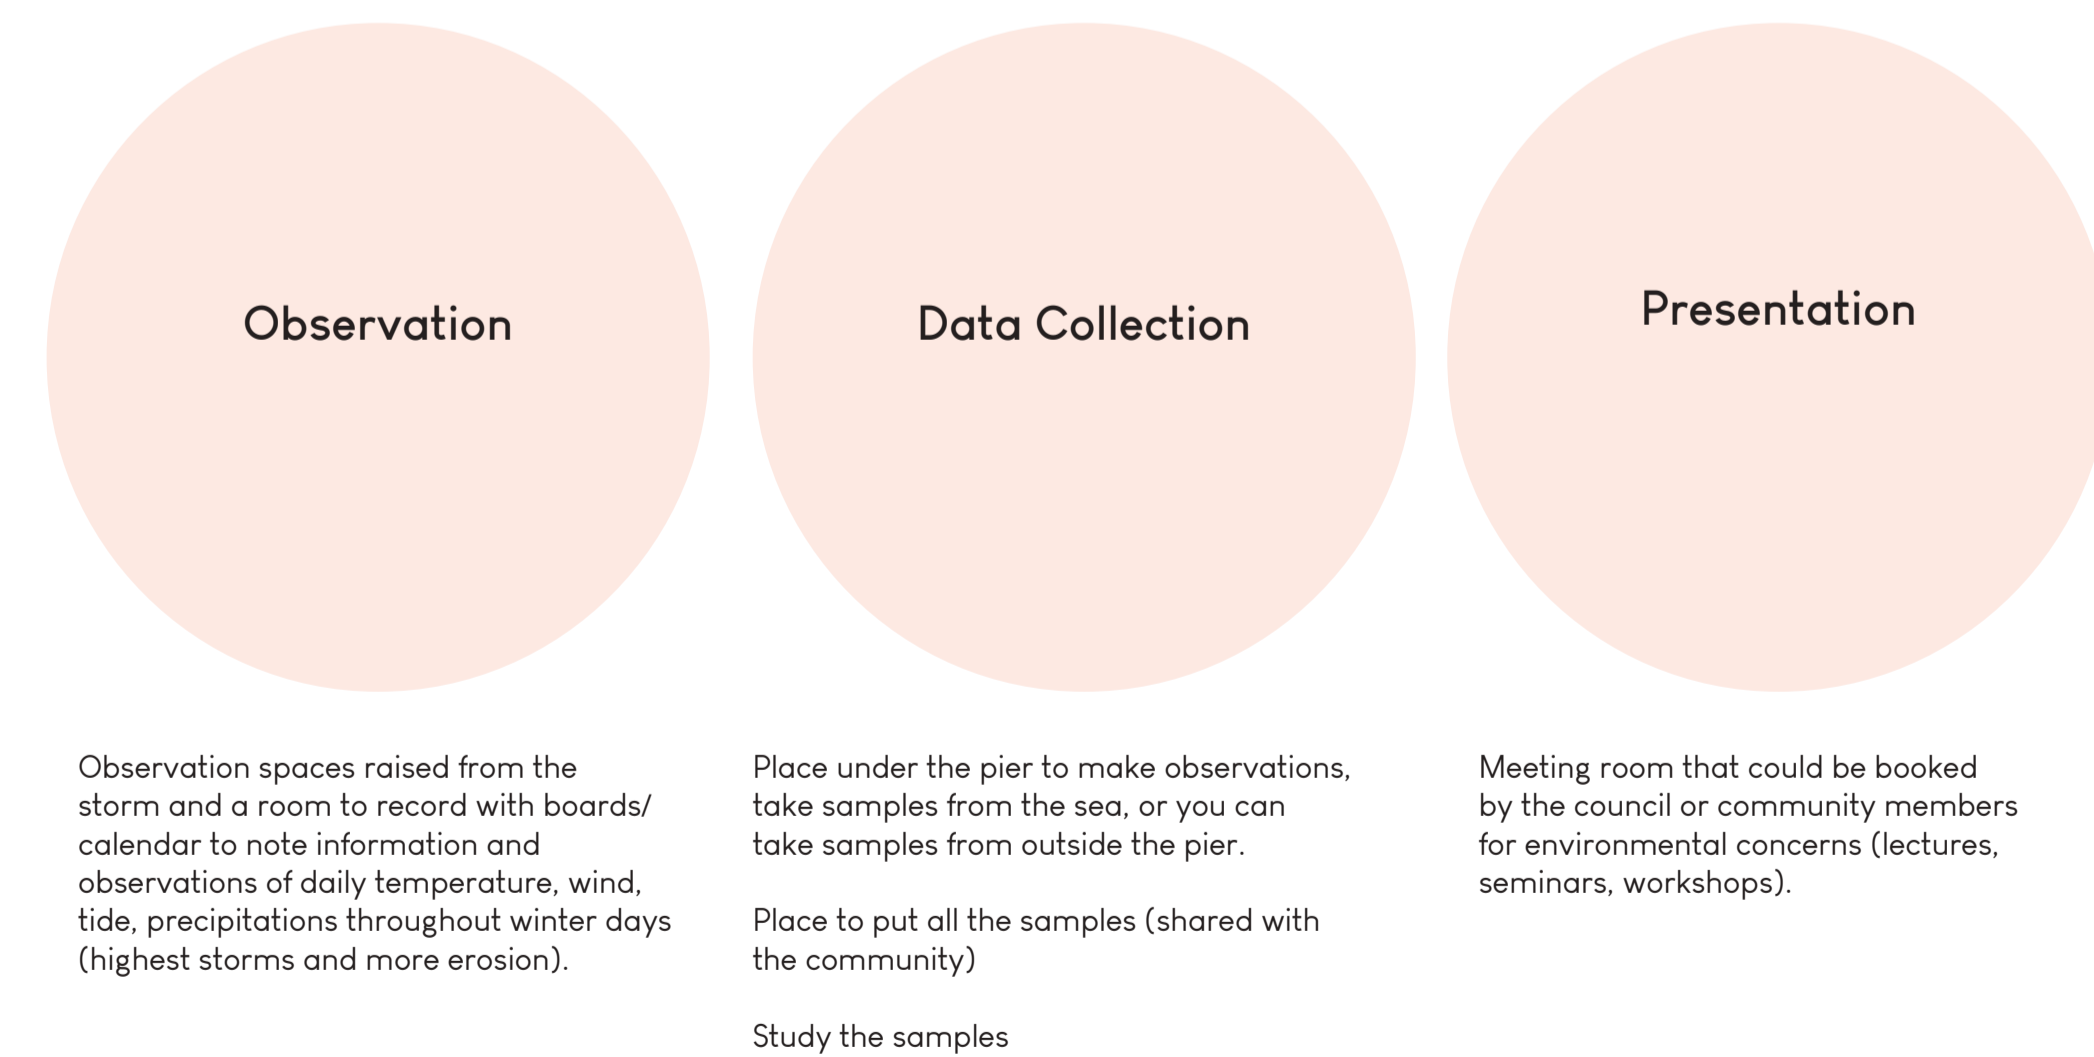 Observation
Observation spaces raised from the
storm and a room to record with boards/
calendar to note information and
observations of daily temperature, wind,
tide, precipitations throughout winter days
(highest storms and more erosion).
Data Collection
Place under the pier to make observations,
take samples from the sea, or you can
take samples from outside the pier.
Place to put all the samples (shared with
the community)
Study the samples
Presentation
Meeting room that could be booked
by the council or community members
for environmental concerns (lectures,
seminars, workshops).